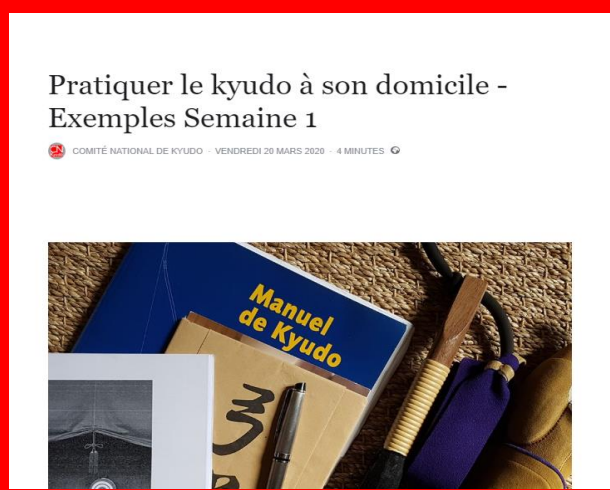 Pratiquer le kyudo à son domicile -
Exemples Semaine 1
COMITÉ NATIONAL DE KYUDO · VENDREDI 20 MARS 2020 · 4 MINUTES
Manuel
de Kyudo
弓